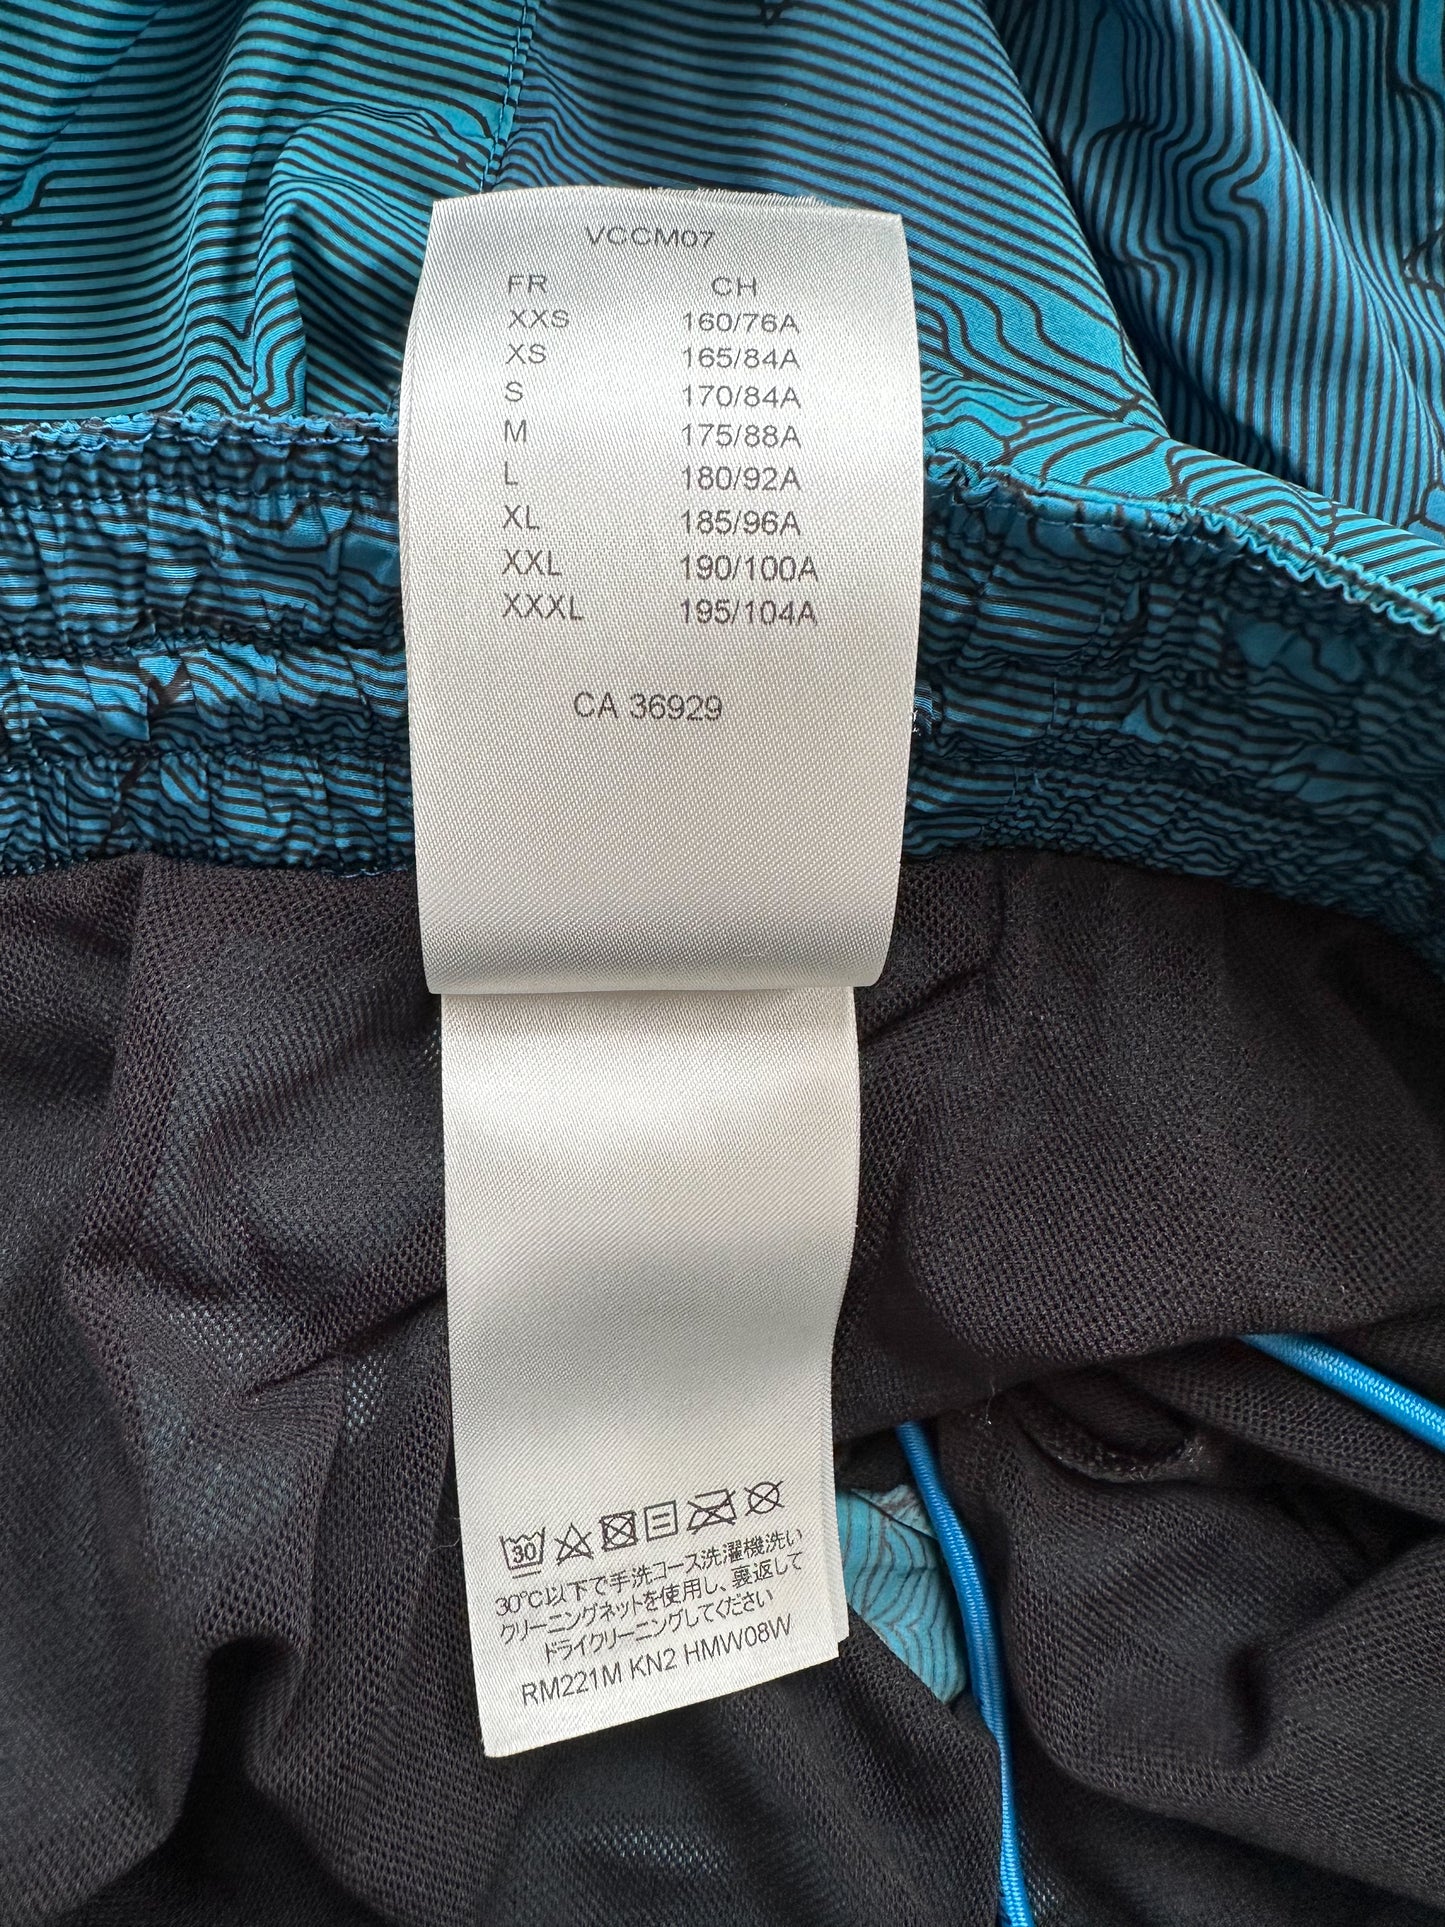 VCCM07
FR CH
XXS 160/76A
XS 165/84A
S 170/84A
M 175/88A
L 180/92A
XL 185/96A
XXL 190/100A
XXXL 195/104A
CA 36929
30
30°C以下で手洗コース洗濯機洗い
クリーニングネットを使用し、裏返して
ドライクリーニングしてください
RM221M KN2 HMW08W